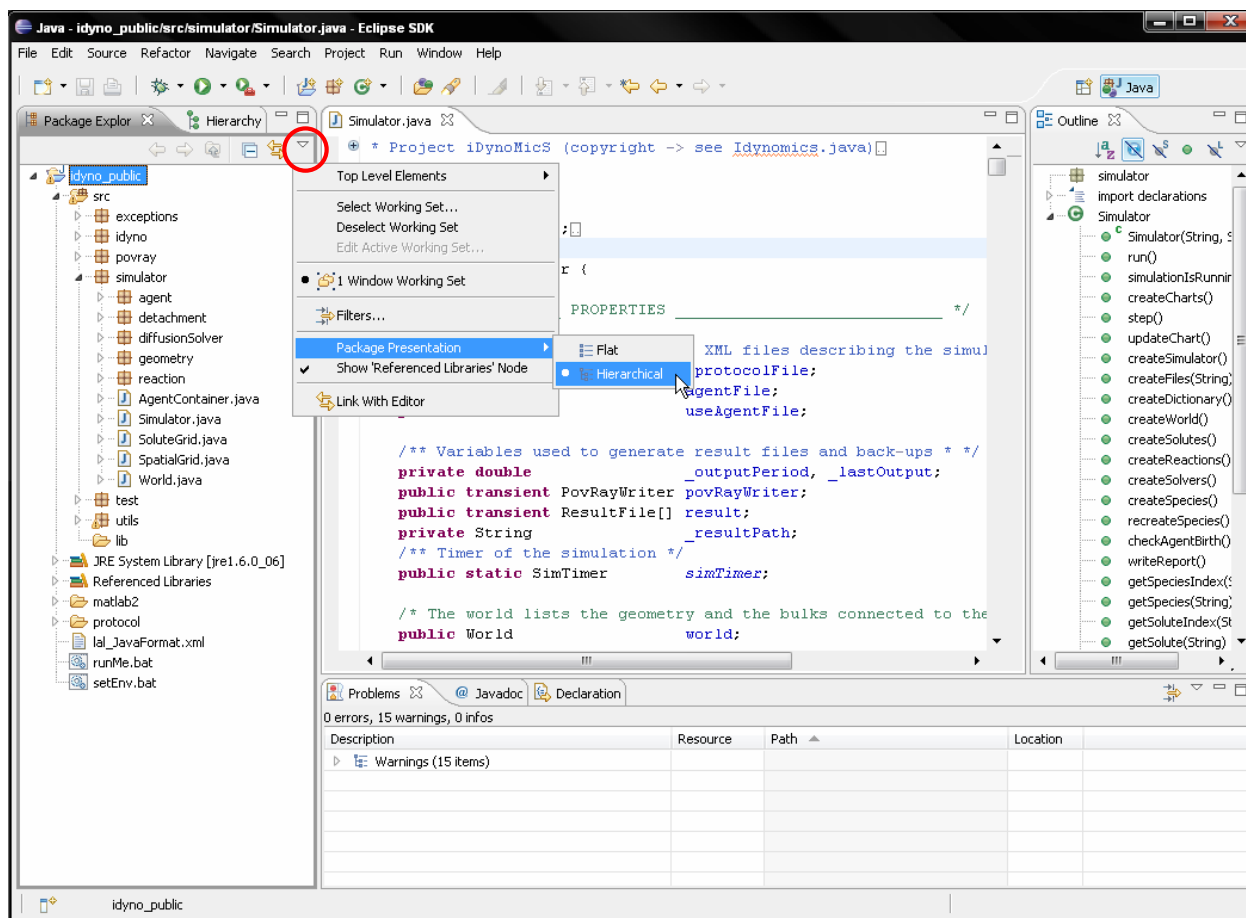 Java - idyno_public/src/simulator/Simulator.java - Eclipse SDK
File Edit Source Refactor Navigate Search Project Run Window Help
Java
Package Explor
Hierarchy
Simulator.java
Outline
idyno_public
src
exceptions
idyno
povray
simulator
agent
detachment
diffusionSolver
geometry
reaction
AgentContainer.java
Simulator.java
SoluteGrid.java
SpatialGrid.java
World.java
test
utils
lib
JRE System Library [jre1.6.0_06]
Referenced Libraries
matlab2
protocol
lal_JavaFormat.xml
runMe.bat
setEnv.bat
Top Level Elements
Select Working Set...
Deselect Working Set
Edit Active Working Set...
1 Window Working Set
Filters...
Package Presentation
Show 'Referenced Libraries' Node
Link With Editor
Flat
Hierarchical
* Project iDynoMicS (copyright -> see Idynomics.java)
;
r {
PROPERTIES ____________________________ */
XML files describing the simul
protocolFile;
agentFile;
useAgentFile;
/** Variables used to generate result files and back-ups * */
private double _outputPeriod, _lastOutput;
public transient PovRayWriter povRayWriter;
public transient ResultFile[] result;
private String _resultPath;
/** Timer of the simulation */
public static SimTimer simTimer;
/* The world lists the geometry and the bulks connected to the
public World world;
simulator
import declarations
Simulator
Simulator(String, S
run()
simulationIsRunnin
createCharts()
step()
updateChart()
createSimulator()
createFiles(String)
createDictionary()
createWorld()
createSolutes()
createReactions()
createSolvers()
createSpecies()
recreateSpecies()
checkAgentBirth()
writeReport()
getSpeciesIndex(S
getSpecies(String)
getSoluteIndex(St
getSolute(String)
Problems
@ Javadoc
Declaration
0 errors, 15 warnings, 0 infos
Description Resource Path Location
Warnings (15 items)
idyno_public